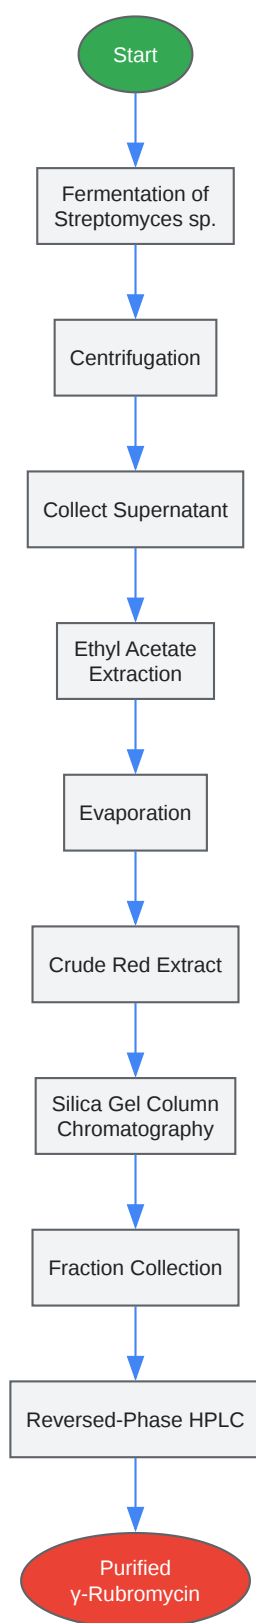 Start
Fermentation of
Streptomyces sp.
Centrifugation
Collect Supernatant
Ethyl Acetate
Extraction
Evaporation
Crude Red Extract
Silica Gel Column
Chromatography
Fraction Collection
Reversed-Phase HPLC
Purified
γ-Rubromycin